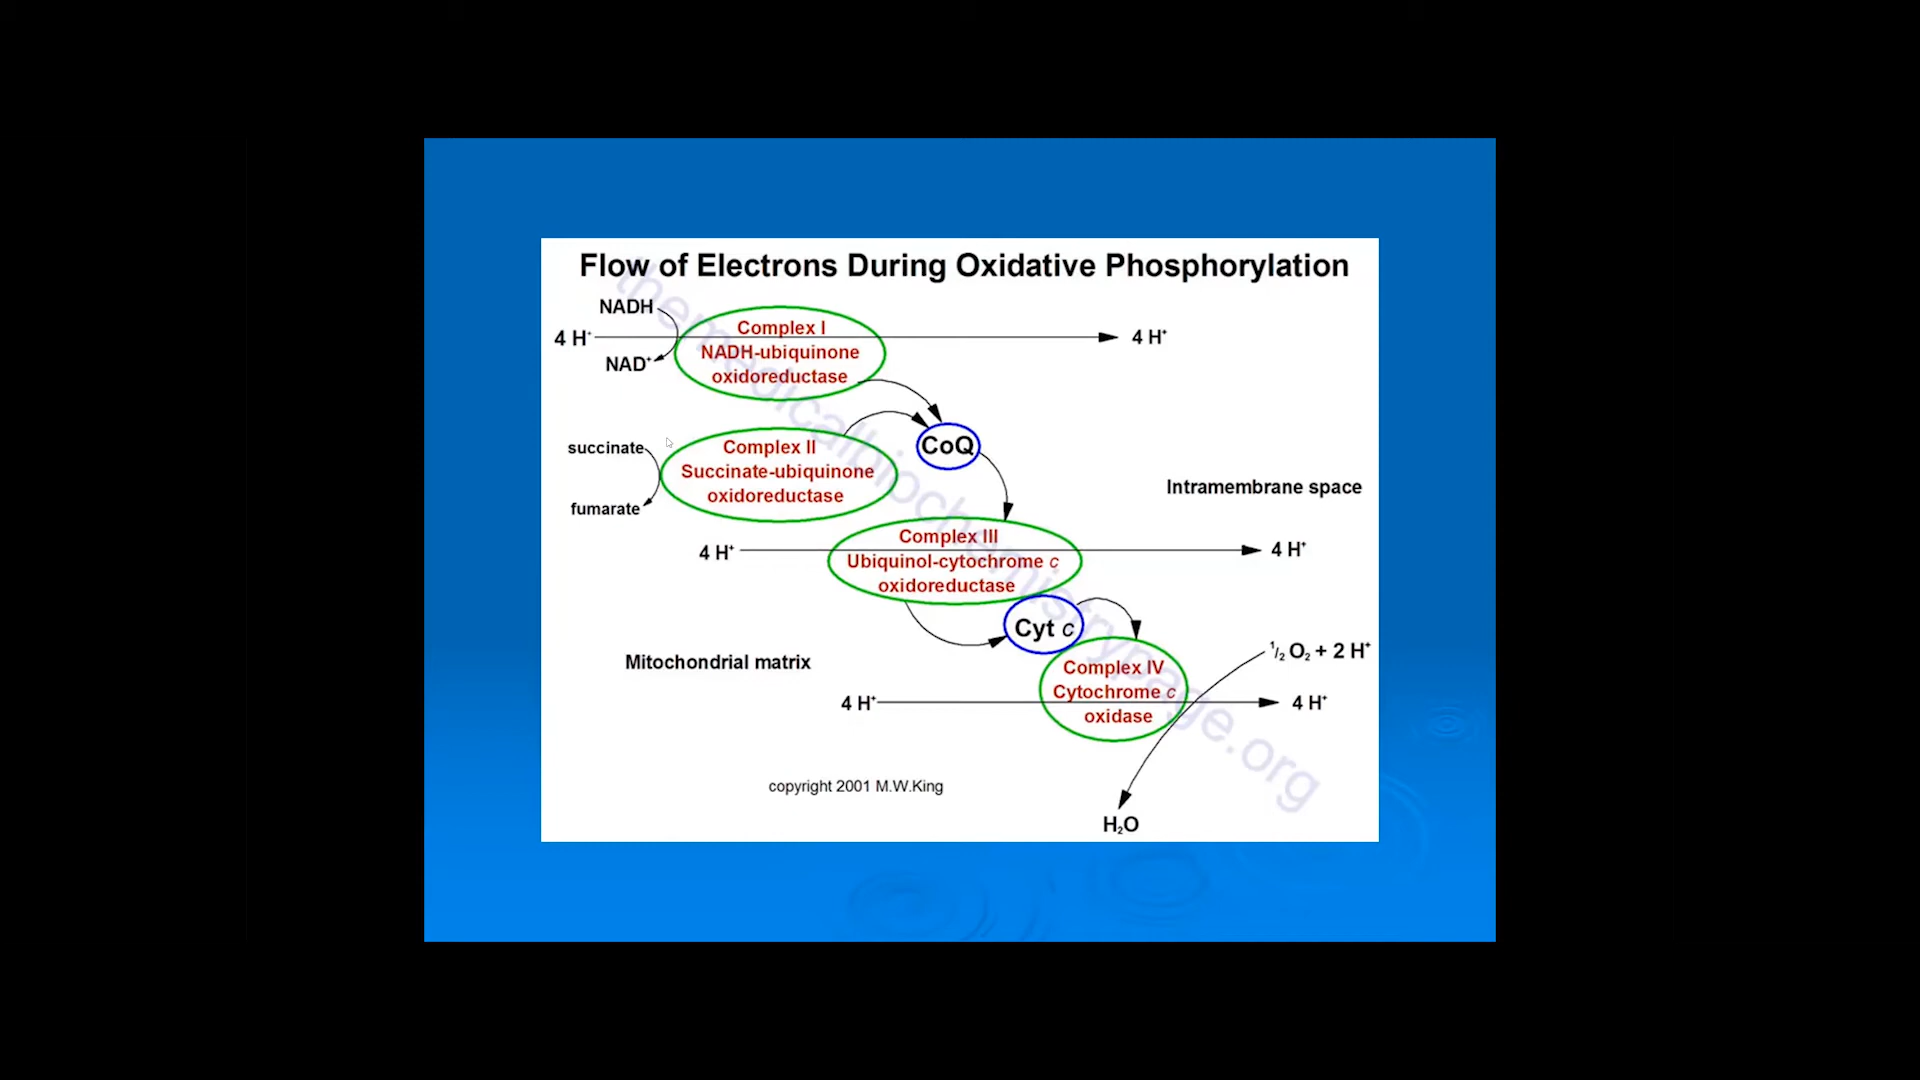 Flow of Electrons During Oxidative Phosphorylation
NADH
4 H⁺
NAD⁺
Complex I
NADH-ubiquinone
oxidoreductase
4 H⁺
succinate
fumarate
Complex II
Succinate-ubiquinone
oxidoreductase
CoQ
Intramembrane space
4 H⁺
Complex III
Ubiquinol-cytochrome c
oxidoreductase
4 H⁺
Cyt c
Mitochondrial matrix
4 H⁺
Complex IV
Cytochrome c
oxidase
½ O₂ + 2 H⁺
4 H⁺
H₂O
copyright 2001 M.W.King
themedicalbiochemistrypage.org